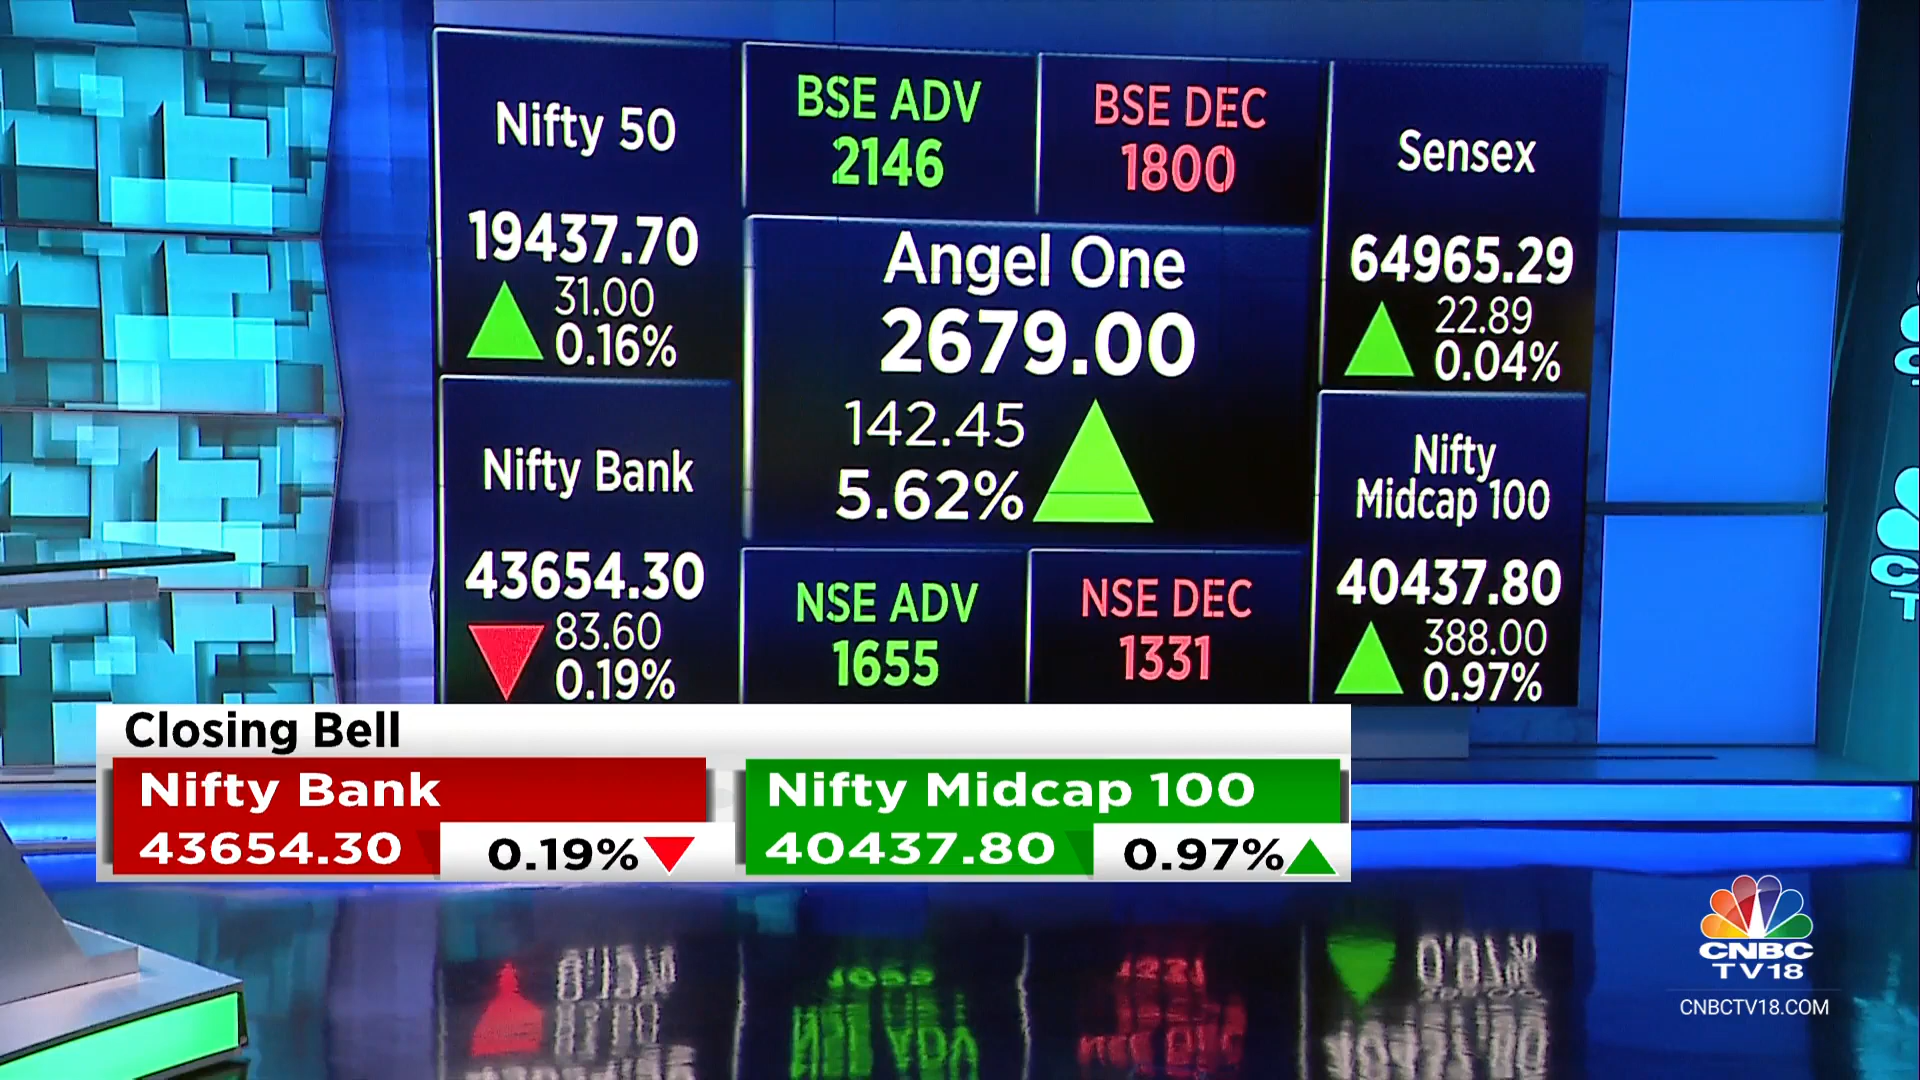 Nifty 50
19437.70
31.00
0.16%
BSE ADV
2146
BSE DEC
1800
Sensex
64965.29
22.89
0.04%
Angel One
2679.00
142.45
5.62%
Nifty Bank
43654.30
83.60
0.19%
NSE ADV
1655
NSE DEC
1331
Nifty
Midcap 100
40437.80
388.00
0.97%
Closing Bell
Nifty Bank
43654.30
0.19%
Nifty Midcap 100
40437.80
0.97%
CNBC
TV18
CNBCTV18.COM